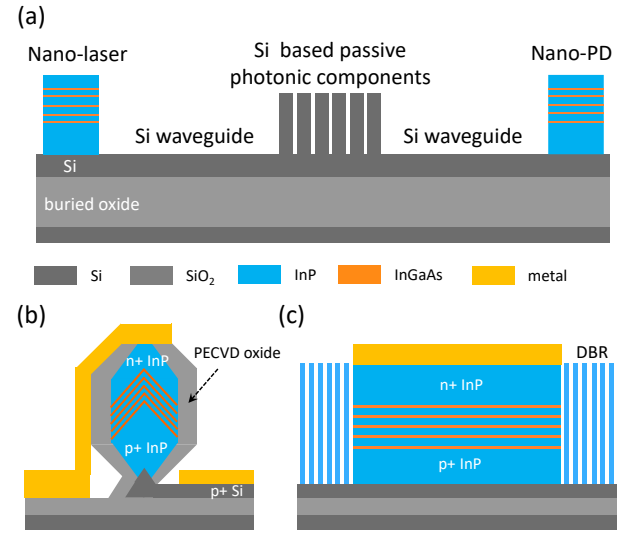 (a)
Nano-laser
Si based passive
photonic components
Nano-PD
Si waveguide
Si waveguide
Si
buried oxide
Si
SiO₂
InP
InGaAs
metal
(b)
n+ InP
PECVD oxide
p+ InP
p+ Si
(c)
DBR
n+ InP
p+ InP